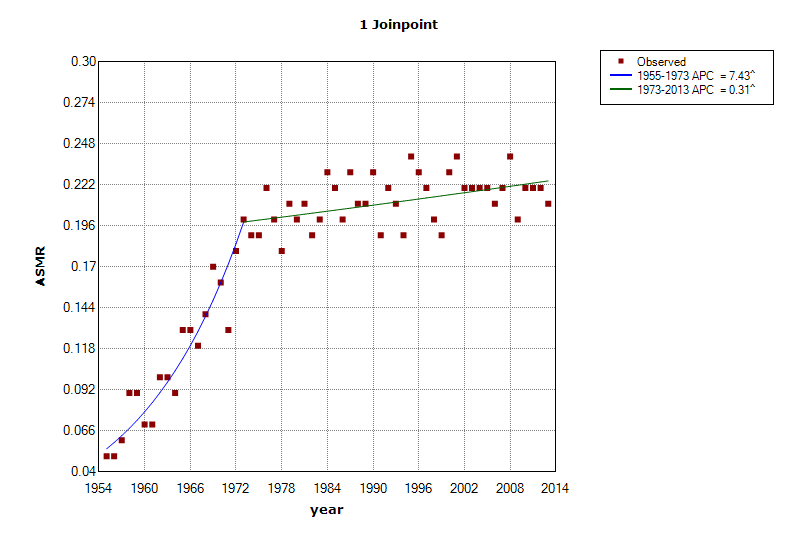 1 Joinpoint
Observed
1955-1973 APC = 7.43^
1973-2013 APC = 0.31^
ASMR
0.30
0.274
0.248
0.222
0.196
0.17
0.144
0.118
0.092
0.066
0.04
1954 1960 1966 1972 1978 1984 1990 1996 2002 2008 2014
year